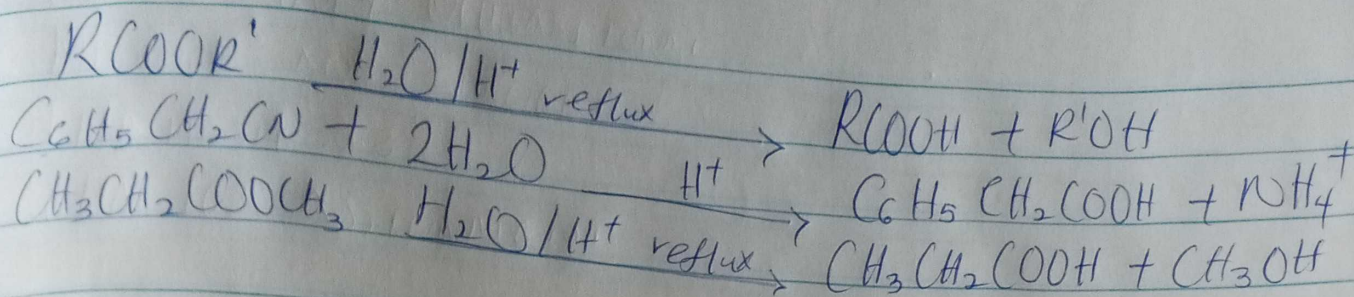 RCOOR' H₂O/H⁺ reflux → RCOOH + R'OH
C₆H₅CH₂CN + 2H₂O H⁺ → C₆H₅CH₂COOH + NH₄⁺
CH₃CH₂COOCH₃ H₂O/H⁺ reflux → CH₃CH₂COOH + CH₃OH